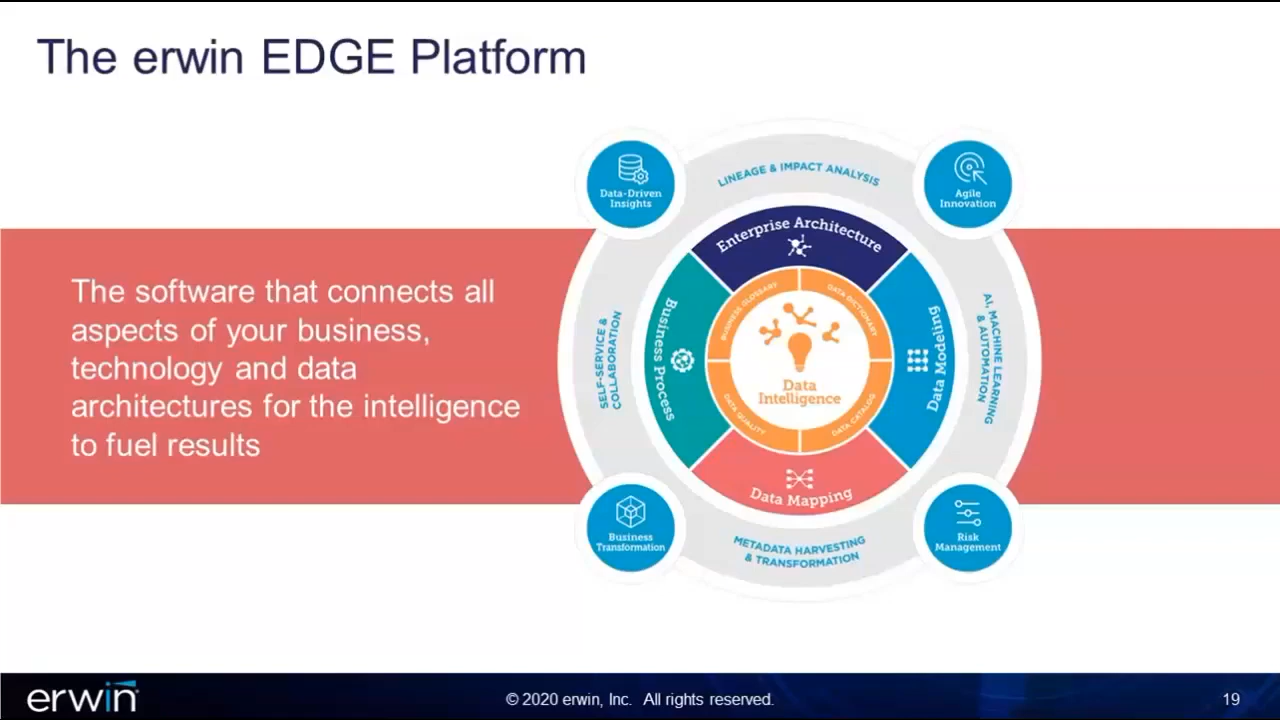 The erwin EDGE Platform
The software that connects all
aspects of your business,
technology and data
architectures for the intelligence
to fuel results
Data-Driven
Insights
LINEAGE & IMPACT ANALYSIS
Agile
Innovation
SELF-SERVICE &
COLLABORATION
Enterprise Architecture
Business Process
Data Modeling
Data Mapping
BUSINESS GLOSSARY
DATA DICTIONARY
DATA QUALITY
DATA CATALOG
Data
Intelligence
AI, MACHINE LEARNING
& AUTOMATION
Business
Transformation
METADATA HARVESTING
& TRANSFORMATION
Risk
Management
erwin
© 2020 erwin, Inc. All rights reserved.
19